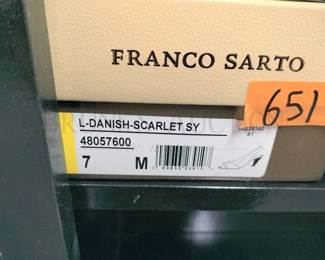 FRANCO SARTO
651
L-DANISH-SCARLET SY
48057600
7 M